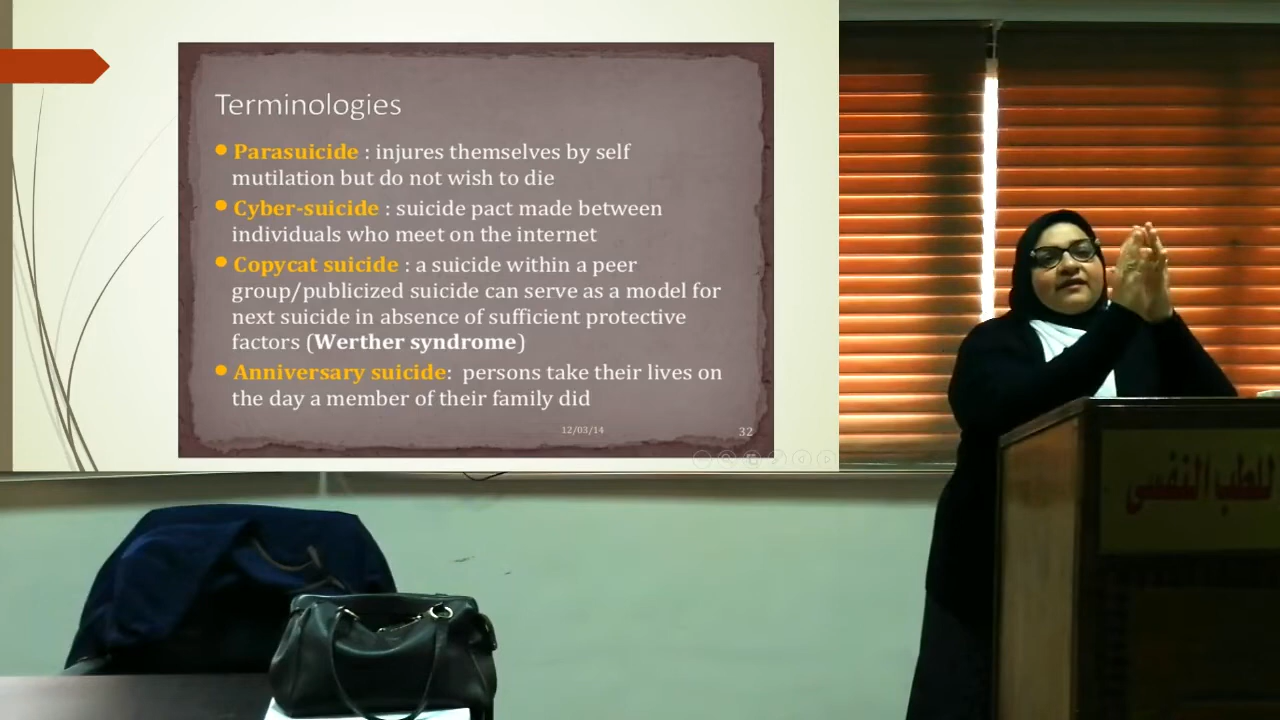 Terminologies
Parasuicide : injures themselves by self
mutilation but do not wish to die
Cyber-suicide : suicide pact made between
individuals who meet on the internet
Copycat suicide : a suicide within a peer
group/publicized suicide can serve as a model for
next suicide in absence of sufficient protective
factors (Werther syndrome)
Anniversary suicide: persons take their lives on
the day a member of their family did
12/03/14
32
للطب النفسى